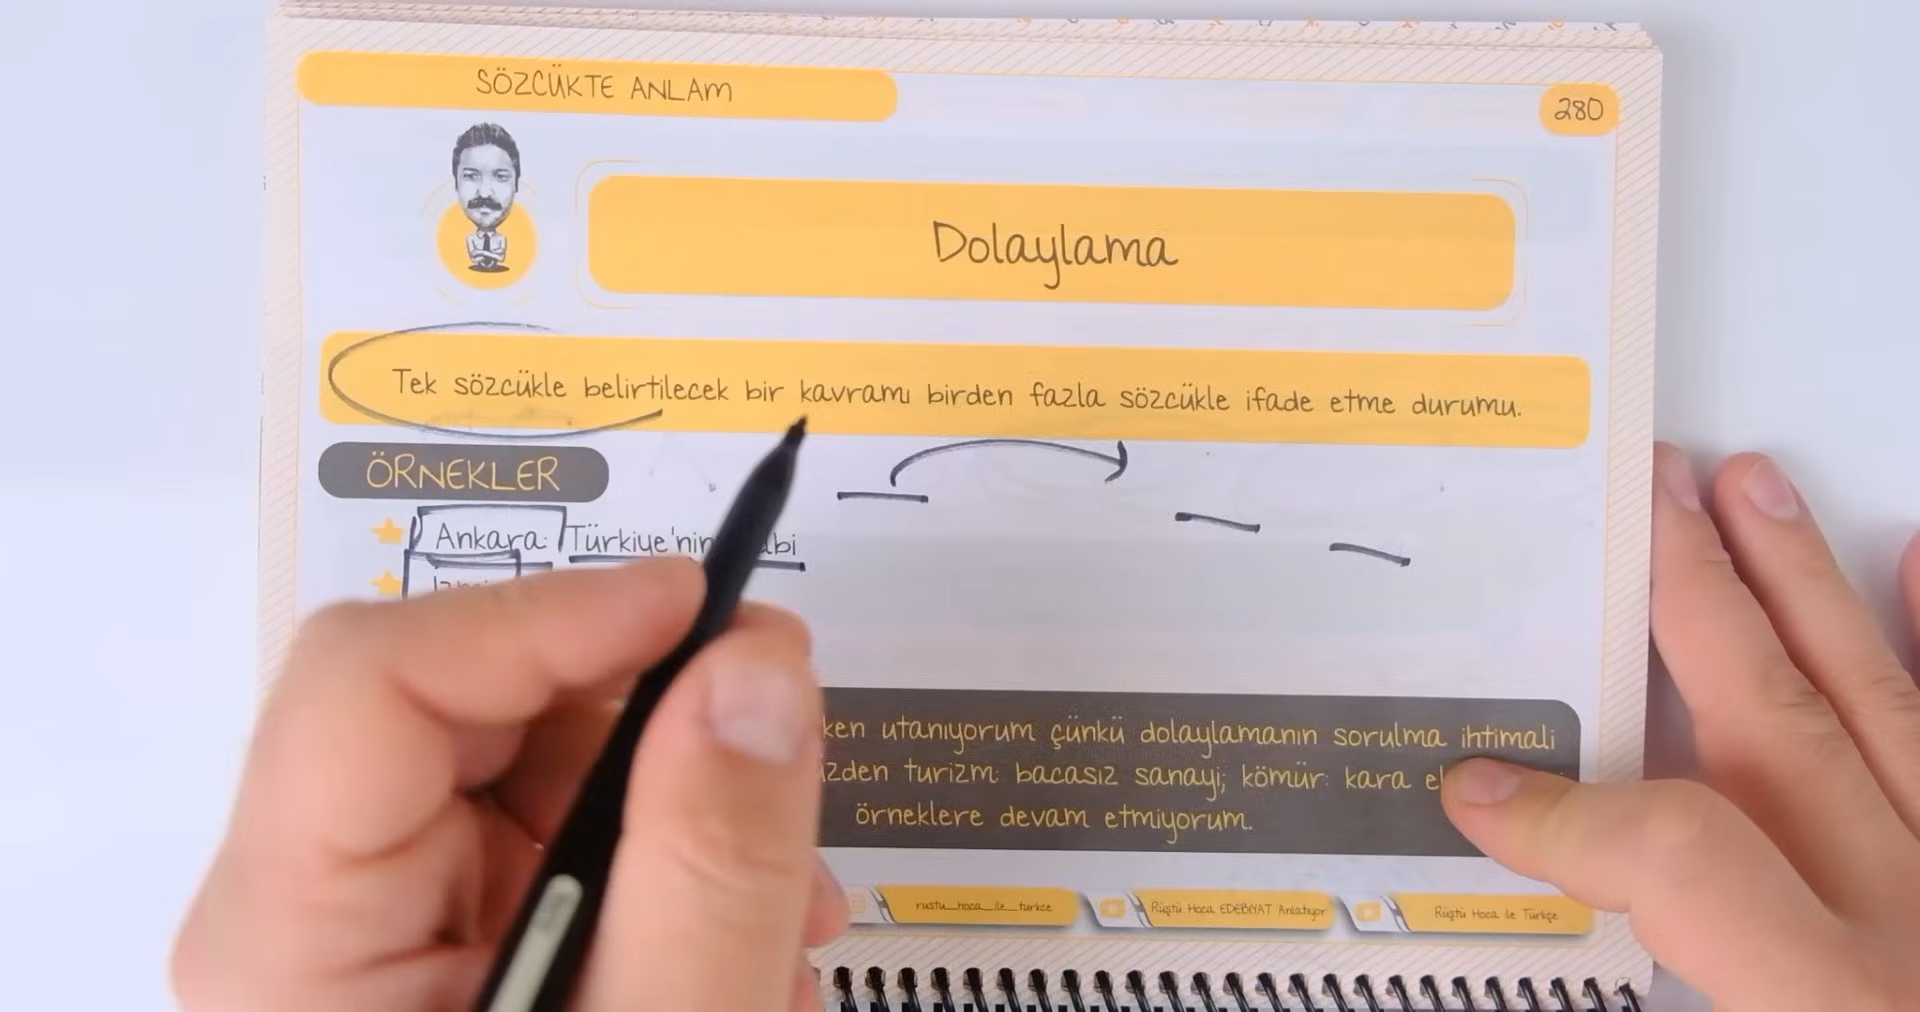 SÖZCÜKTE ANLAM
280
Dolaylama
Tek sözcükle belirtilecek bir kavramı birden fazla sözcükle ifade etme durumu.
ÖRNEKLER
Ankara: Türkiye'nin
utanıyorum çünkü dolaylamanın sorulma ihtimali
turizm: bacasız sanayi; kömür: kara
örneklere devam etmiyorum.
rustu_hoca_ile_turkce
Rüştü Hoca EDEBİYAT Anlatıyor
Rüştü Hoca ile Türkçe